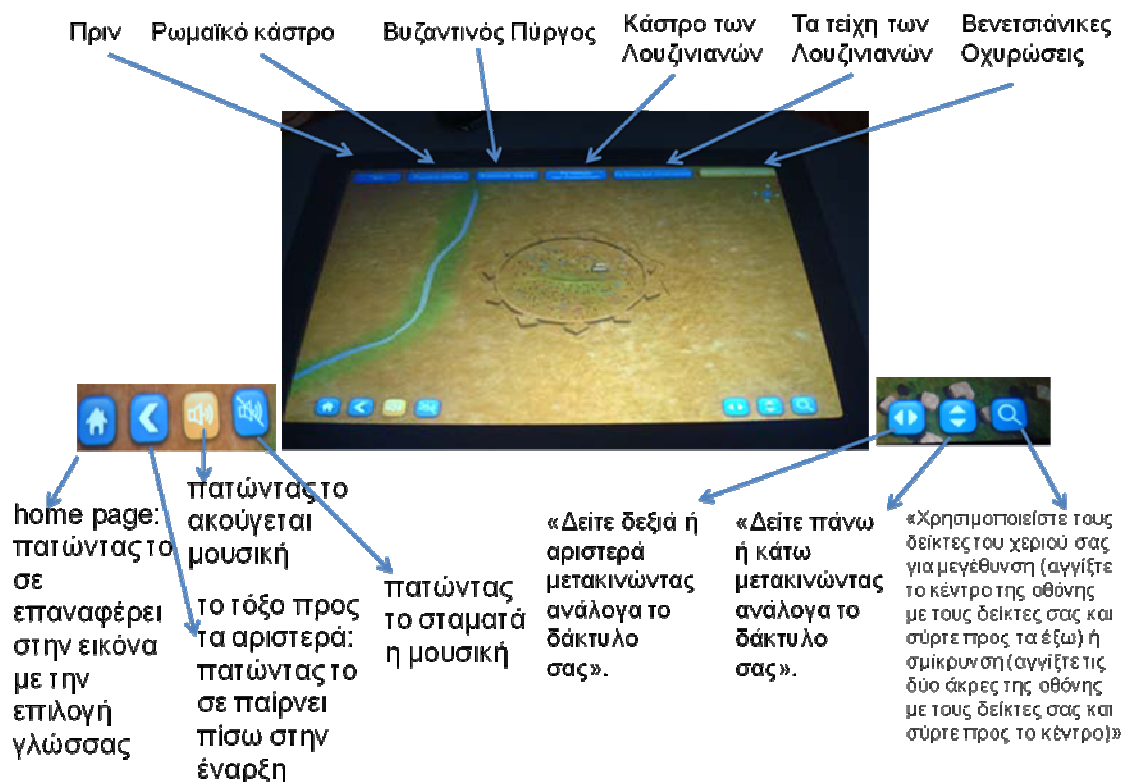 Πριν
Ρωμαϊκό κάστρο
Βυζαντινός Πύργος
Κάστρο των
Λουζινιανών
Τα τείχη των
Λουζινιανών
Βενετσιάνικες
Οχυρώσεις
home page:
πατώντας το
σε
επαναφέρει
στην εικόνα
με την
επιλογή
γλώσσας
πατώντας το
ακούγεται
μουσική
το τόξο προς
τα αριστερά:
πατώντας το
σε παίρνει
πίσω στην
έναρξη
πατώντας
το σταματά
η μουσική
«Δείτε δεξιά ή
αριστερά
μετακινώντας
ανάλογα το
δάκτυλο
σας».
«Δείτε πάνω
ή κάτω
μετακινώντας
ανάλογα το
δάκτυλο
σας».
«Χρησιμοποιείστε τους
δείκτες του χεριού σας
για μεγέθυνση (αγγίξτε
το κέντρο της οθόνης
με τους δείκτες σας και
σύρτε προς τα έξω) ή
σμίκρυνση (αγγίξτε τις
δύο άκρες της οθόνης
με τους δείκτες σας και
σύρτε προς το κέντρο)»